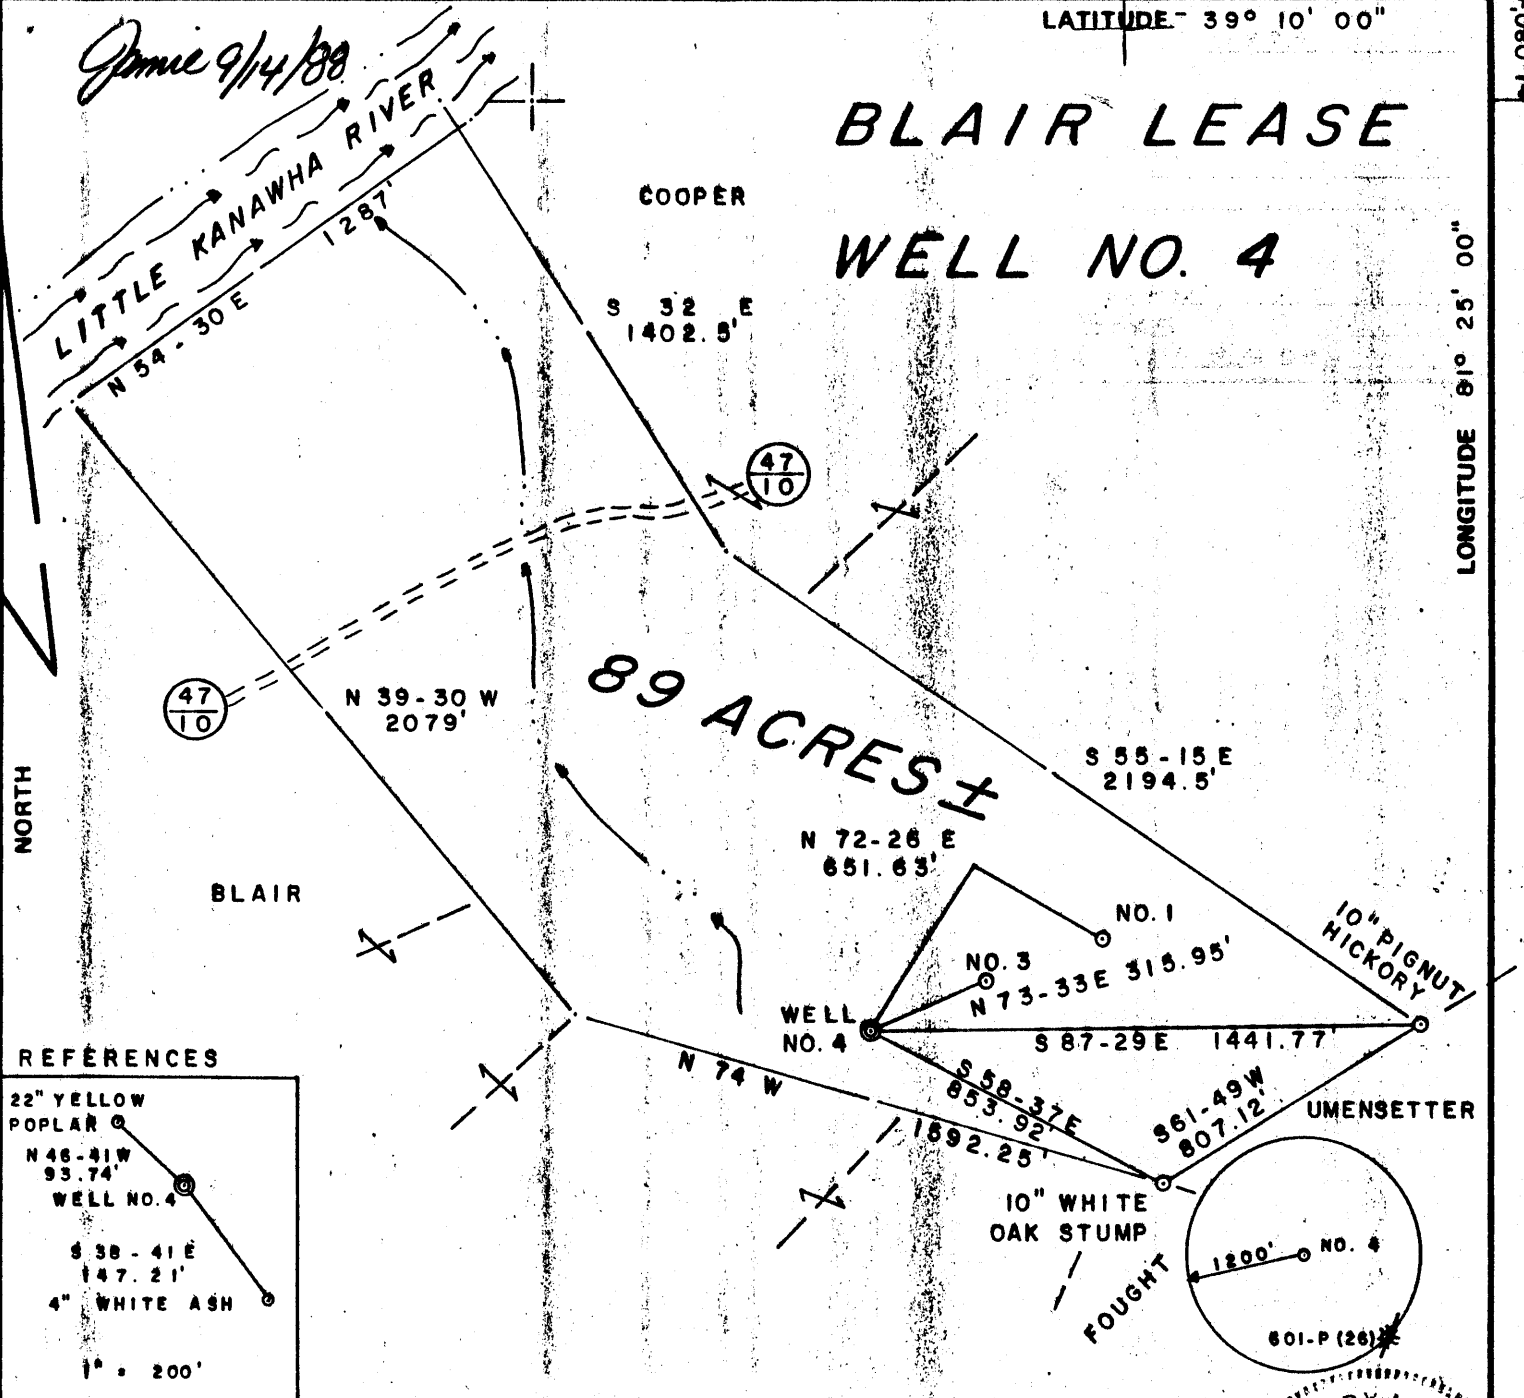 LATITUDE - 39° 10' 00"
Jamie 9/14/88
BLAIR LEASE
WELL NO. 4
LITTLE KANAWHA RIVER
N 54-30 E
1287'
COOPER
S 32 E
1402.5'
LONGITUDE 81° 25' 00"
47
10
47
10
N 39-30 W
2079'
89 ACRES ±
S 55-15 E
2194.5'
NORTH
N 72-26 E
651.63'
BLAIR
NO. 1
10" PIGNUT
HICKORY
NO. 3
N 73-33 E 315.95'
WELL
NO. 4
S 87-29 E 1441.77'
N 74 W
1592.25'
S 58-37 E
853.92'
S61-49 W
807.12'
UMENSETTER
10" WHITE
OAK STUMP
FOUGHT
1200'
NO. 4
601-P (26)
REFERENCES
22" YELLOW
POPLAR
N 46-41 W
93.74'
WELL NO. 4
S 38-41 E
147.21'
4" WHITE ASH
1" = 200'